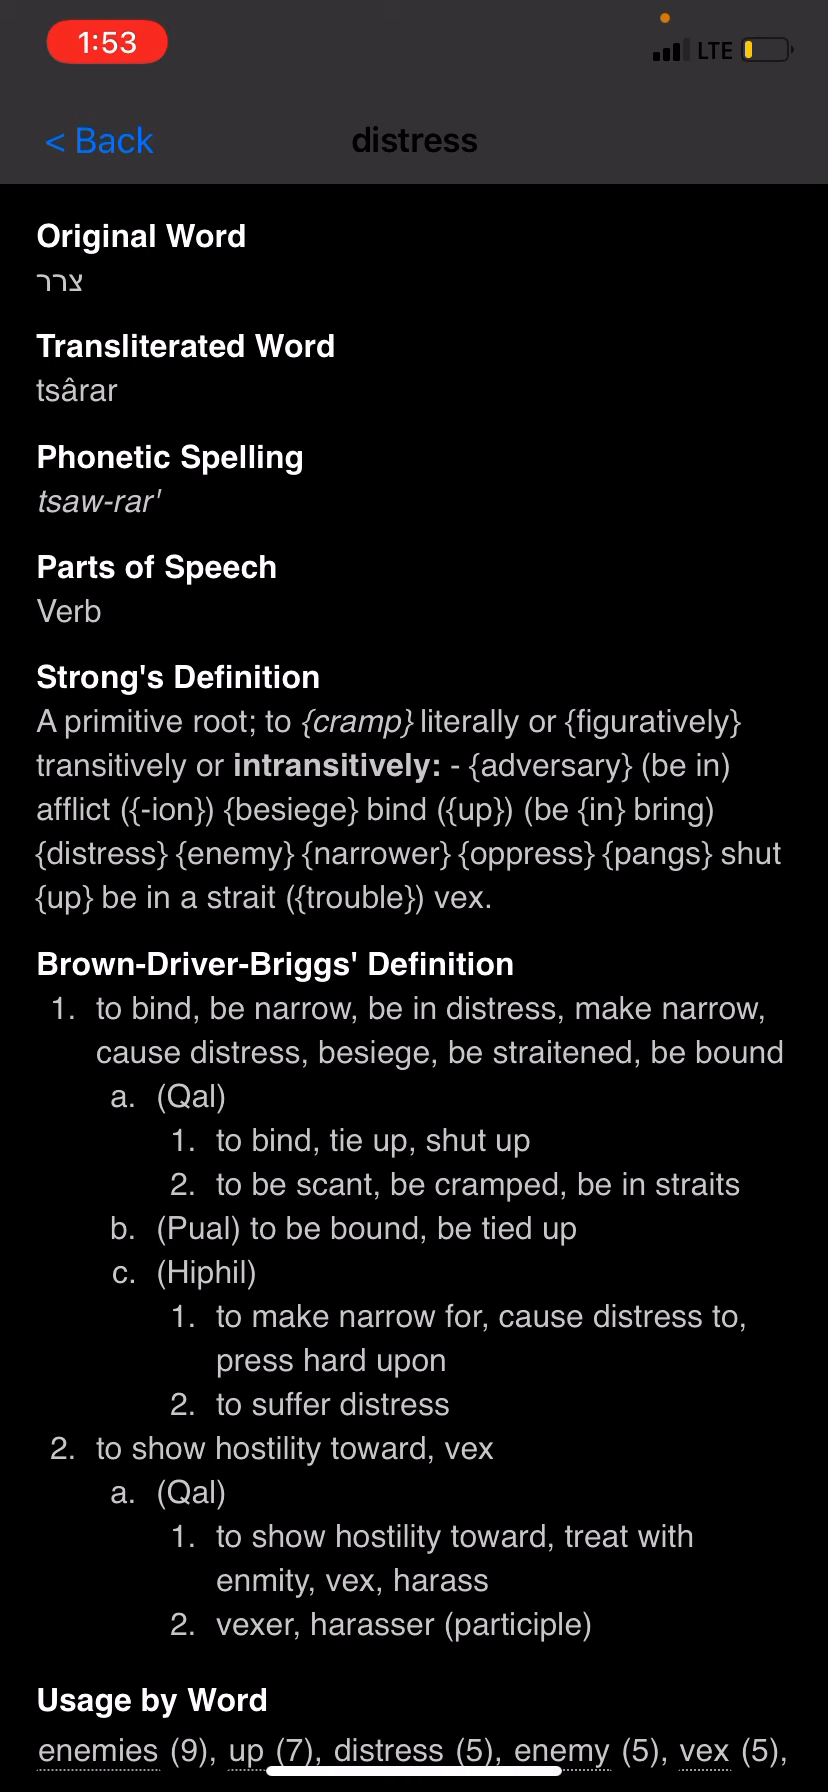 1:53
LTE
< Back
distress
Original Word
צרר
Transliterated Word
tsârar
Phonetic Spelling
tsaw-rar'
Parts of Speech
Verb
Strong's Definition
A primitive root; to {cramp} literally or {figuratively}
transitively or intransitively: - {adversary} (be in)
afflict ({-ion}) {besiege} bind ({up}) (be {in} bring)
{distress} {enemy} {narrower} {oppress} {pangs} shut
{up} be in a strait ({trouble}) vex.
Brown-Driver-Briggs' Definition
1. to bind, be narrow, be in distress, make narrow,
cause distress, besiege, be straitened, be bound
a. (Qal)
1. to bind, tie up, shut up
2. to be scant, be cramped, be in straits
b. (Pual) to be bound, be tied up
c. (Hiphil)
1. to make narrow for, cause distress to,
press hard upon
2. to suffer distress
2. to show hostility toward, vex
a. (Qal)
1. to show hostility toward, treat with
enmity, vex, harass
2. vexer, harasser (participle)
Usage by Word
enemies (9), up (7), distress (5), enemy (5), vex (5),